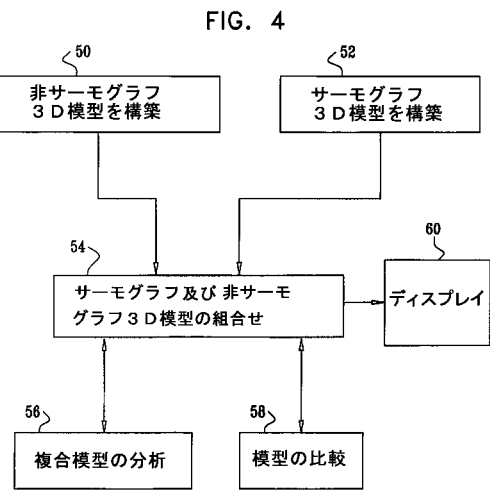 FIG. 4
50
非サーモグラフ
3D模型を構築
52
サーモグラフ
3D模型を構築
54
サーモグラフ及び非サーモ
グラフ3D模型の組合せ
60
ディスプレイ
56
複合模型の分析
58
模型の比較